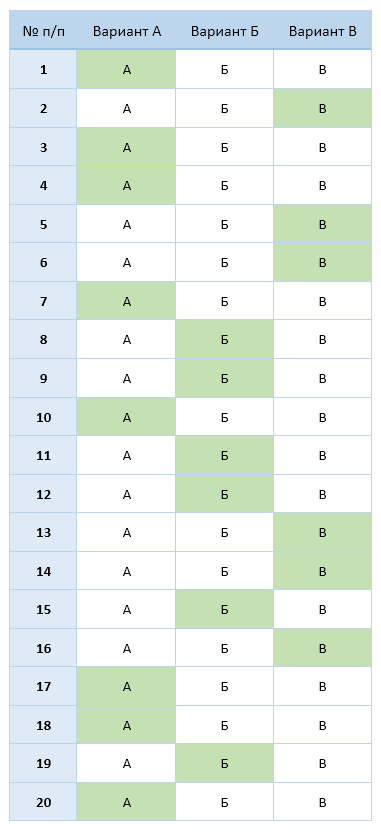 № п/п Вариант А Вариант Б Вариант В
1 А Б В
2 А Б В
3 А Б В
4 А Б В
5 А Б В
6 А Б В
7 А Б В
8 А Б В
9 А Б В
10 А Б В
11 А Б В
12 А Б В
13 А Б В
14 А Б В
15 А Б В
16 А Б В
17 А Б В
18 А Б В
19 А Б В
20 А Б В